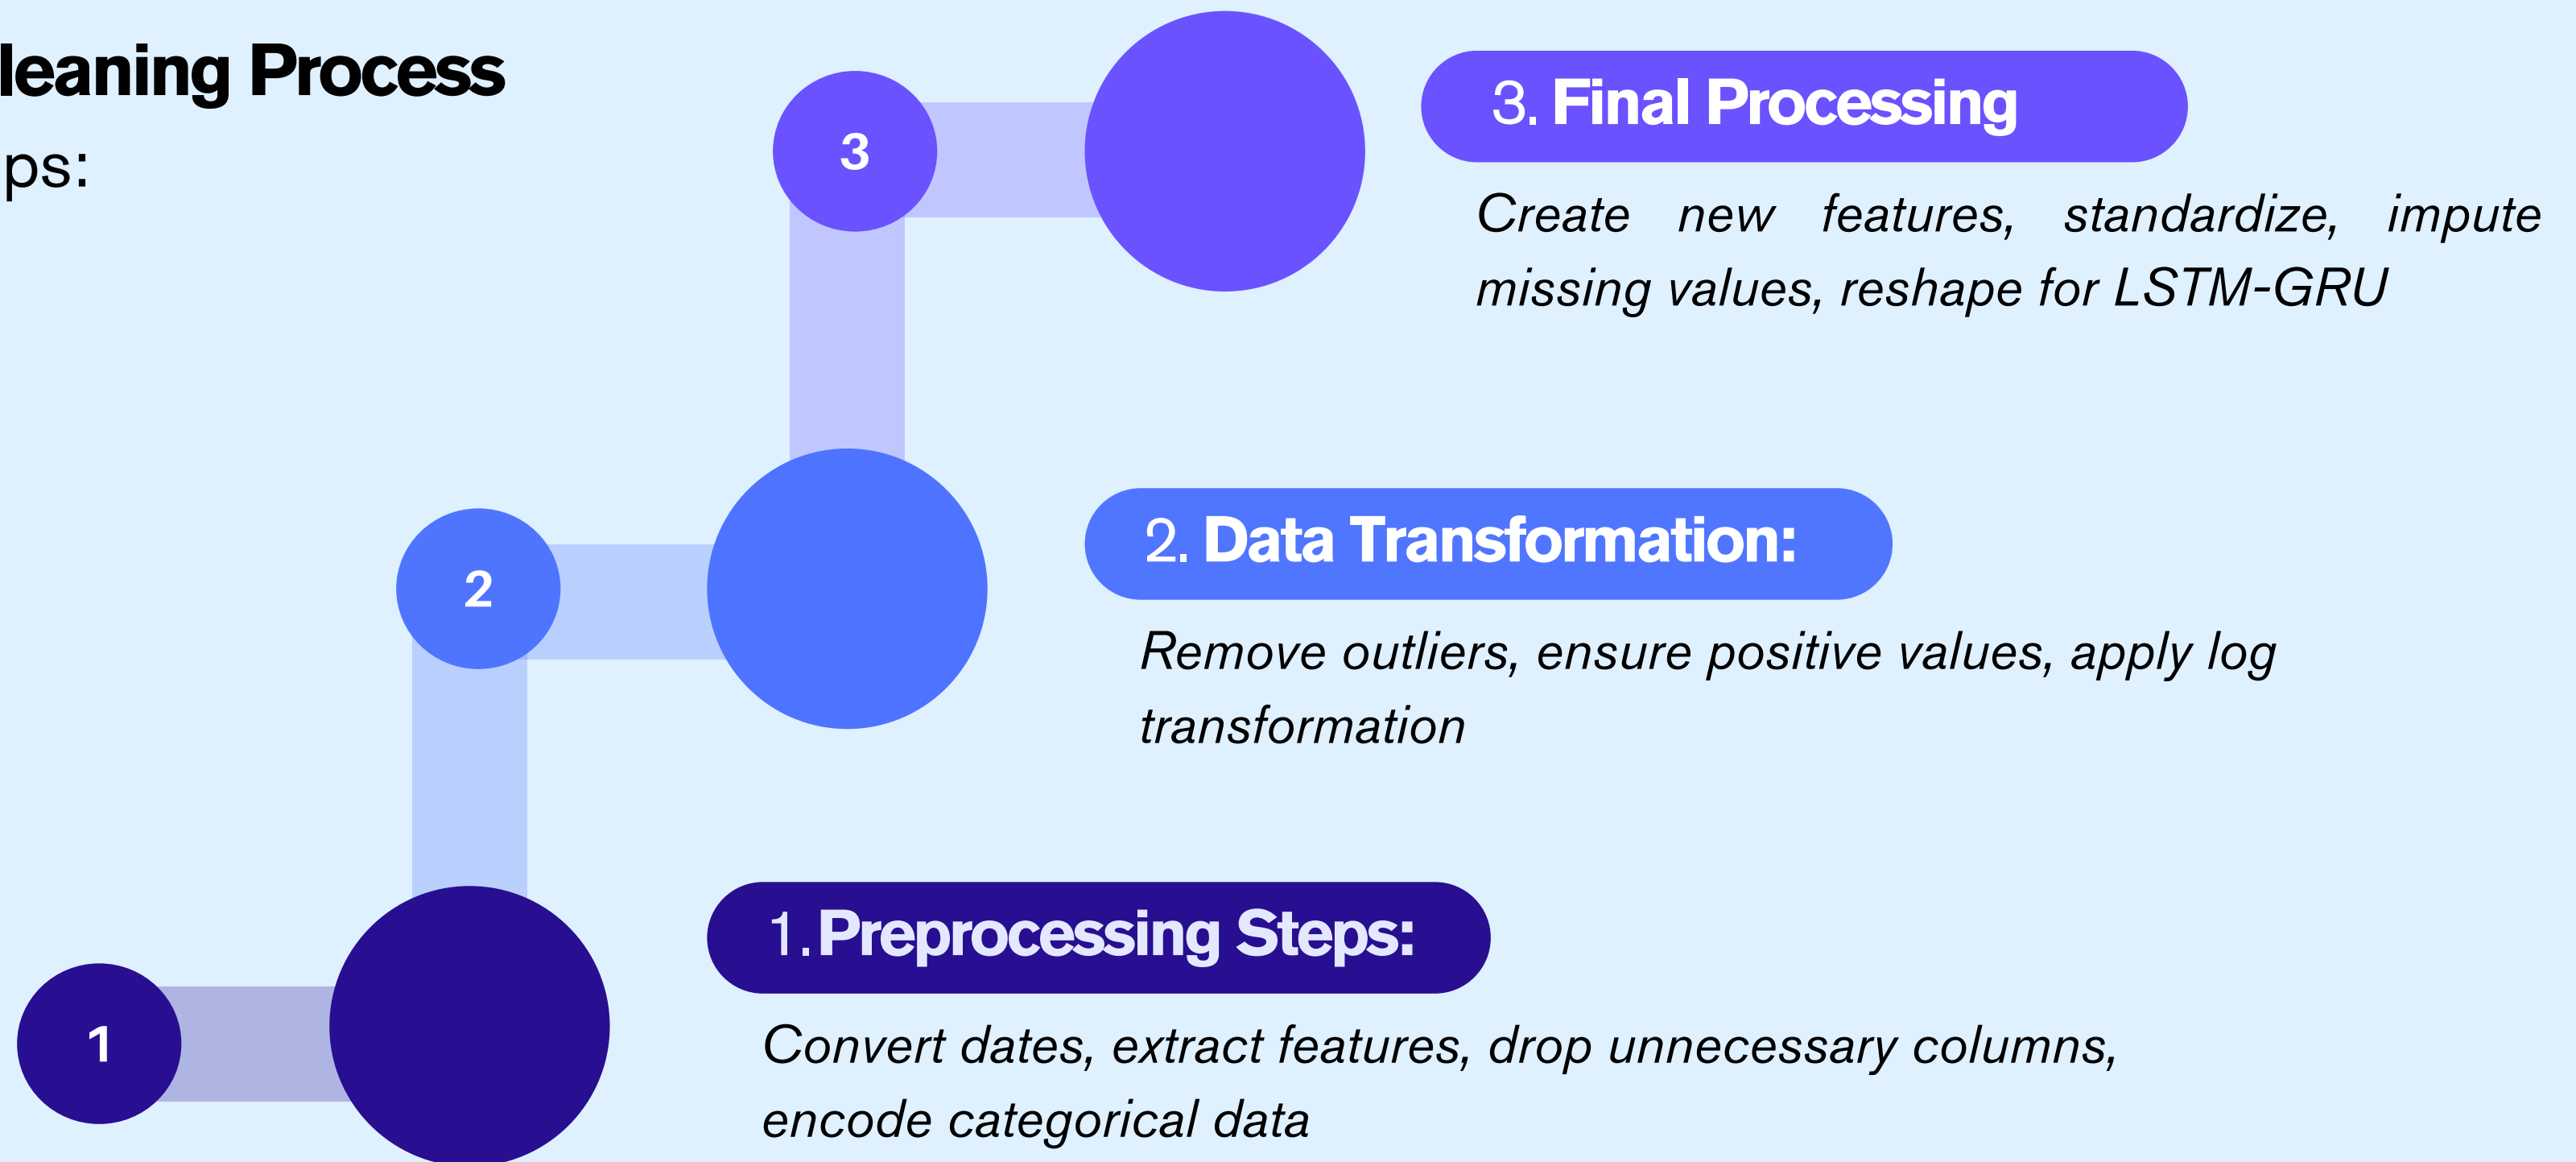 leaning Process
ps:
3
3. Final Processing
Create new features, standardize, impute
missing values, reshape for LSTM-GRU
2
2. Data Transformation:
Remove outliers, ensure positive values, apply log
transformation
1
1. Preprocessing Steps:
Convert dates, extract features, drop unnecessary columns,
encode categorical data